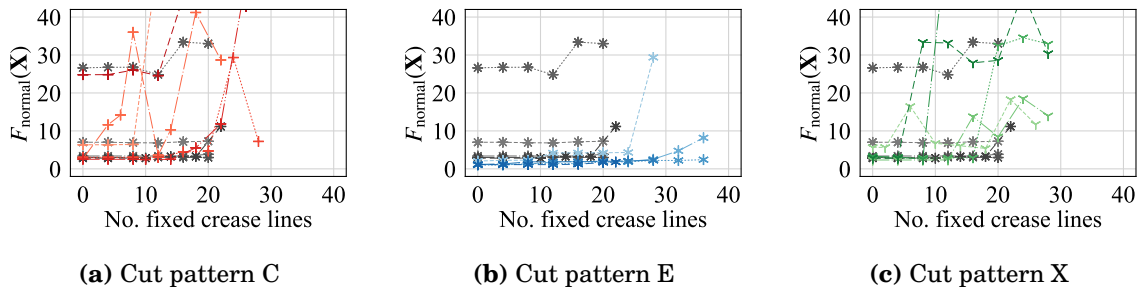 40
30
20
10
0
F_normal(X)
0 10 20 30 40
No. fixed crease lines
(a) Cut pattern C
40
30
20
10
0
F_normal(X)
0 10 20 30 40
No. fixed crease lines
(b) Cut pattern E
40
30
20
10
0
F_normal(X)
0 10 20 30 40
No. fixed crease lines
(c) Cut pattern X